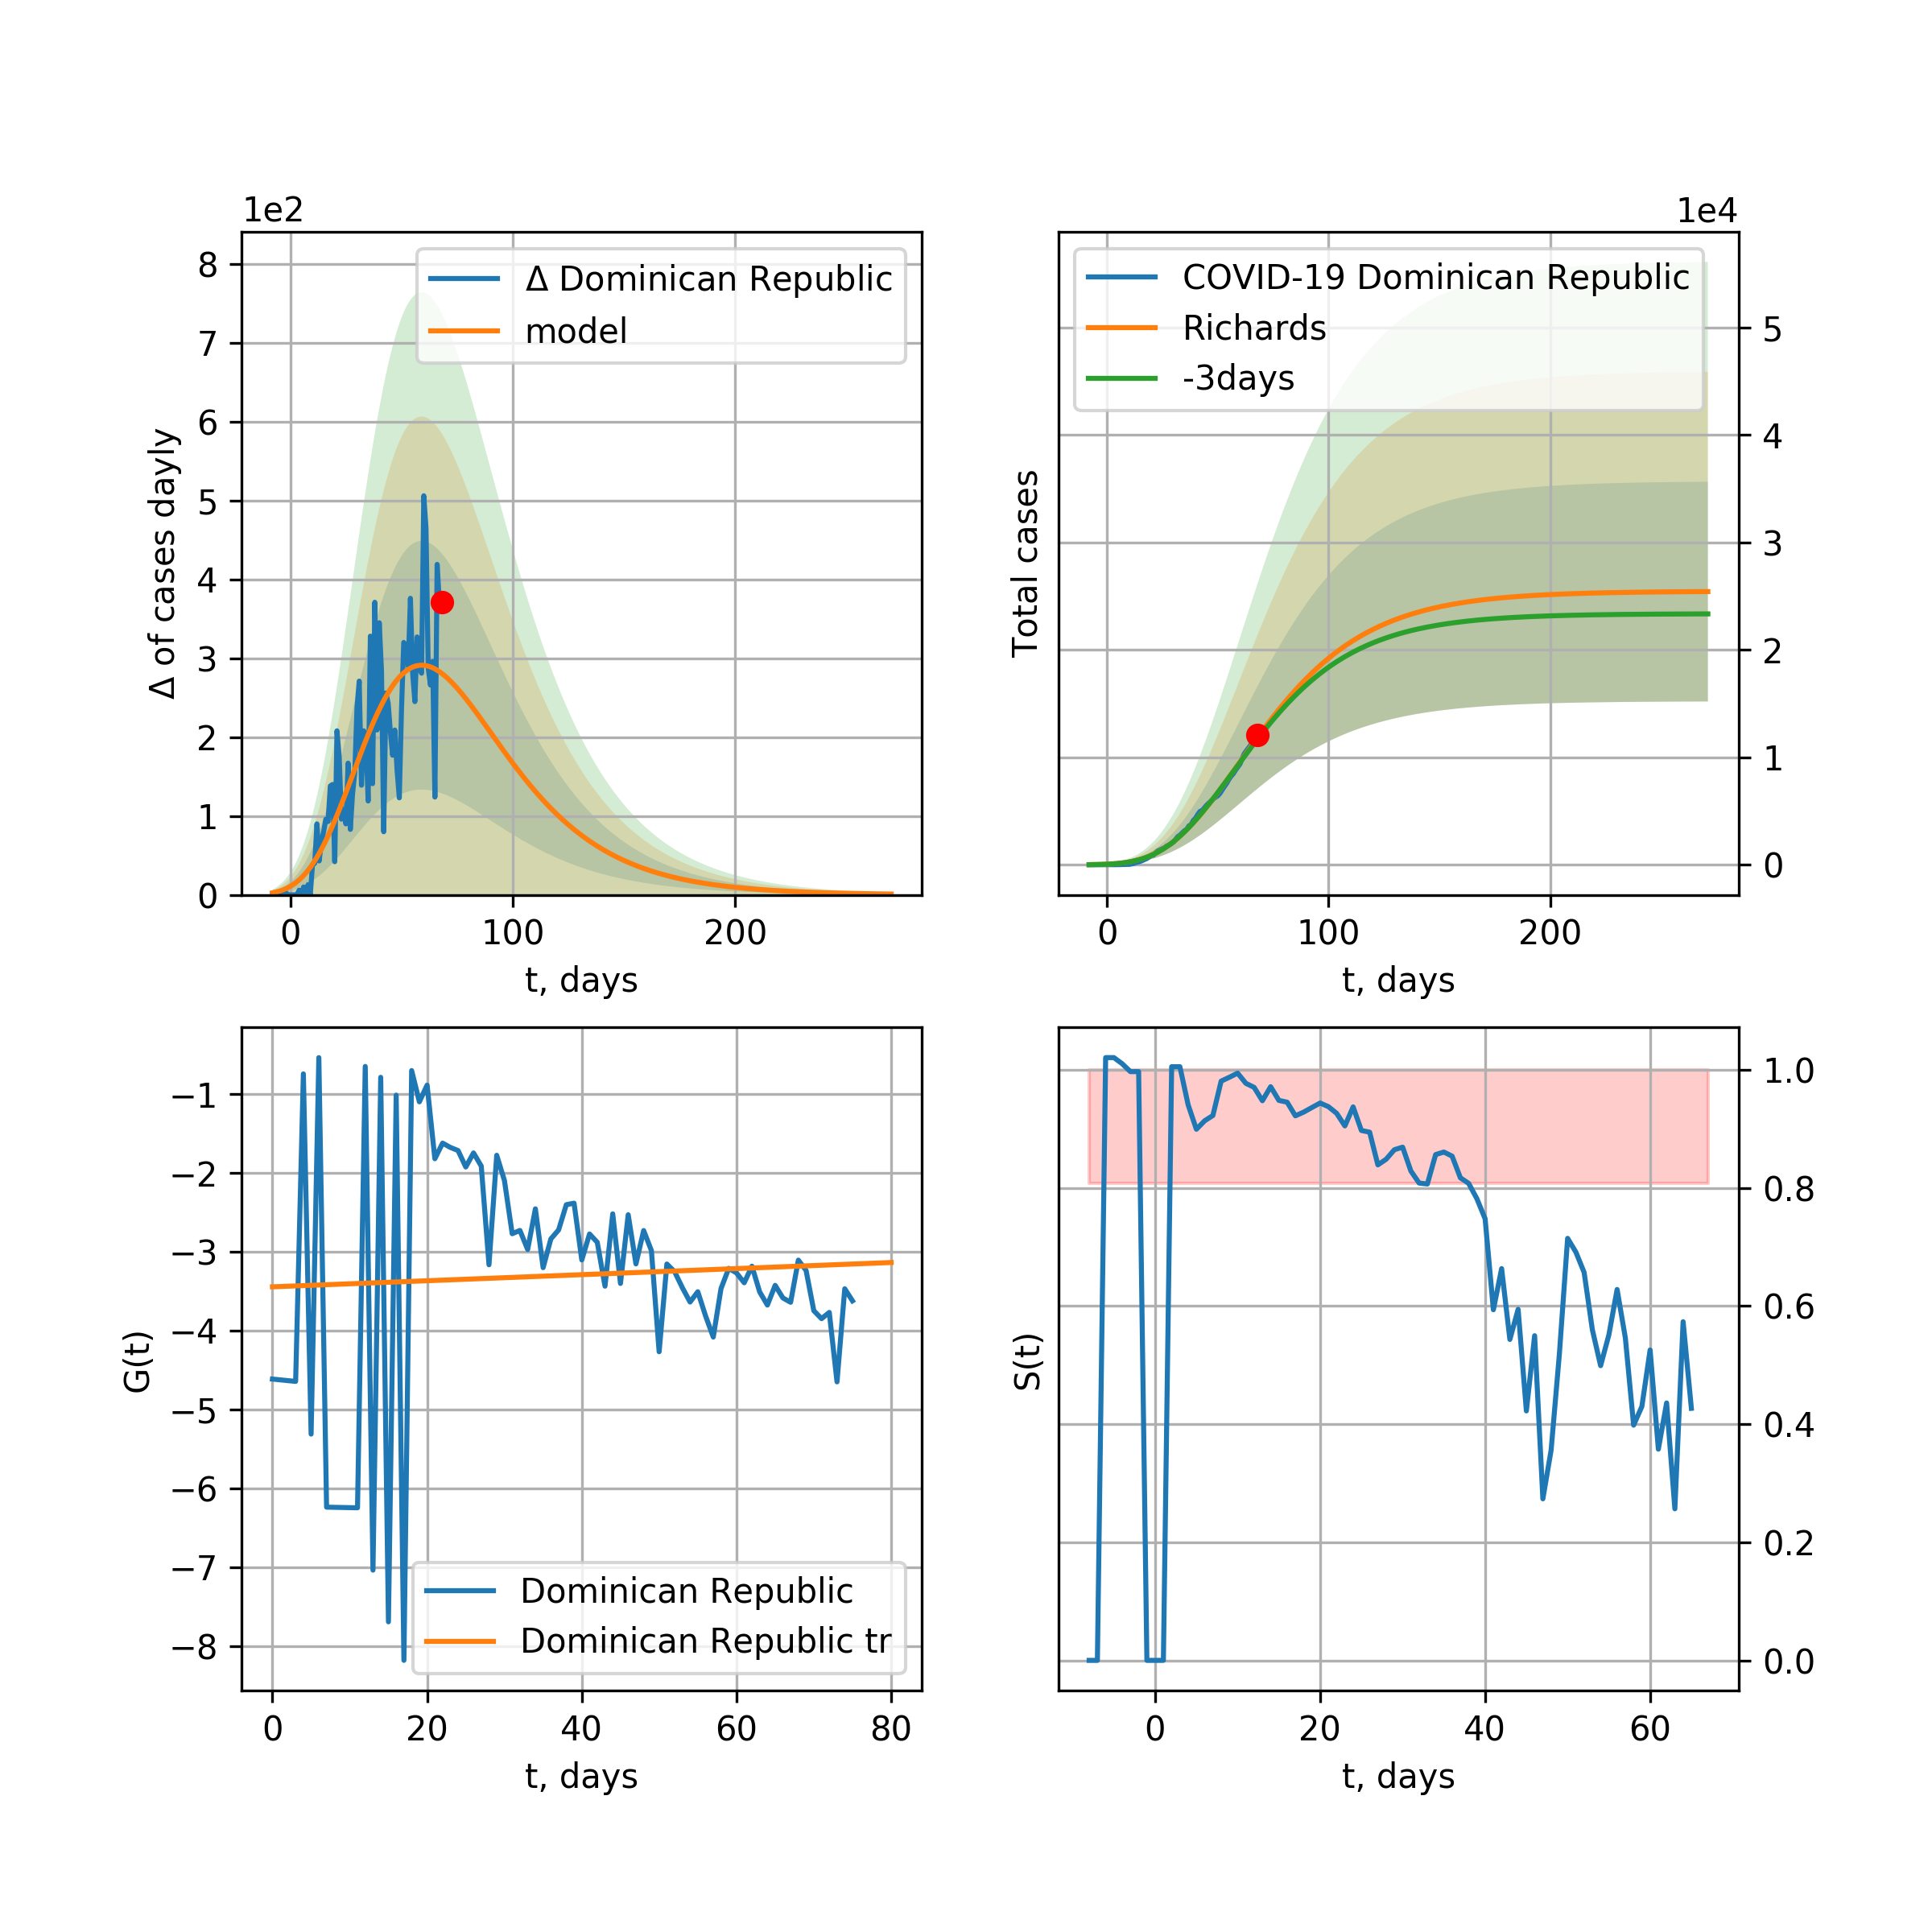 1e2
8
7
6
5
4
3
2
1
0
Δ of cases dayly
Δ Dominican Republic
model
0 100 200
t, days
1e4
COVID-19 Dominican Republic
Richards
-3days
Total cases
5
4
3
2
1
0
0 100 200
t, days
−1
−2
−3
−4
−5
−6
−7
−8
G(t)
Dominican Republic
Dominican Republic tr
0 20 40 60 80
t, days
S(t)
1.0
0.8
0.6
0.4
0.2
0.0
0 20 40 60
t, days